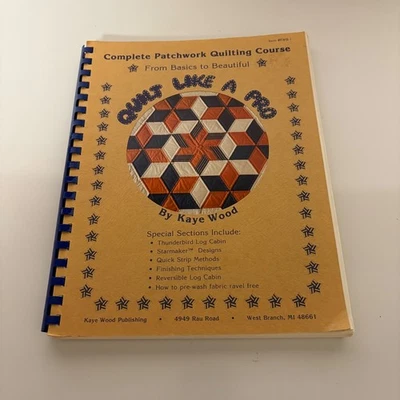 Complete Patchwork Quilting Course
From Basics to Beautiful
QUILT LIKE A PRO
By Kaye Wood
Special Sections Include:
• Thunderbird Log Cabin
• Starmaker™ Designs
• Quick Strip Methods
• Finishing Techniques
• Reversible Log Cabin
• How to pre-wash fabric ravel free
Kaye Wood Publishing • 4949 Rau Road • West Branch, MI 48661